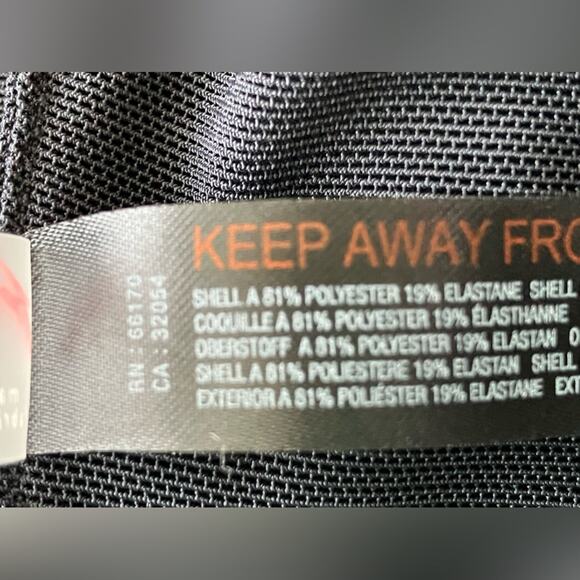 KEEP AWAY FRO
SHELL A 81% POLYESTER 19% ELASTANE SHELL
COQUILLE A 81% POLYESTER 19% ÉLASTHANNE
OBERSTOFF A 81% POLYESTER 19% ELASTAN O
SHELL A 81% POLIESTERE 19% ELASTAN SHELL
EXTERIOR A 81% POLIÉSTER 19% ELASTANE EXT
RN : 66170
CA : 32054